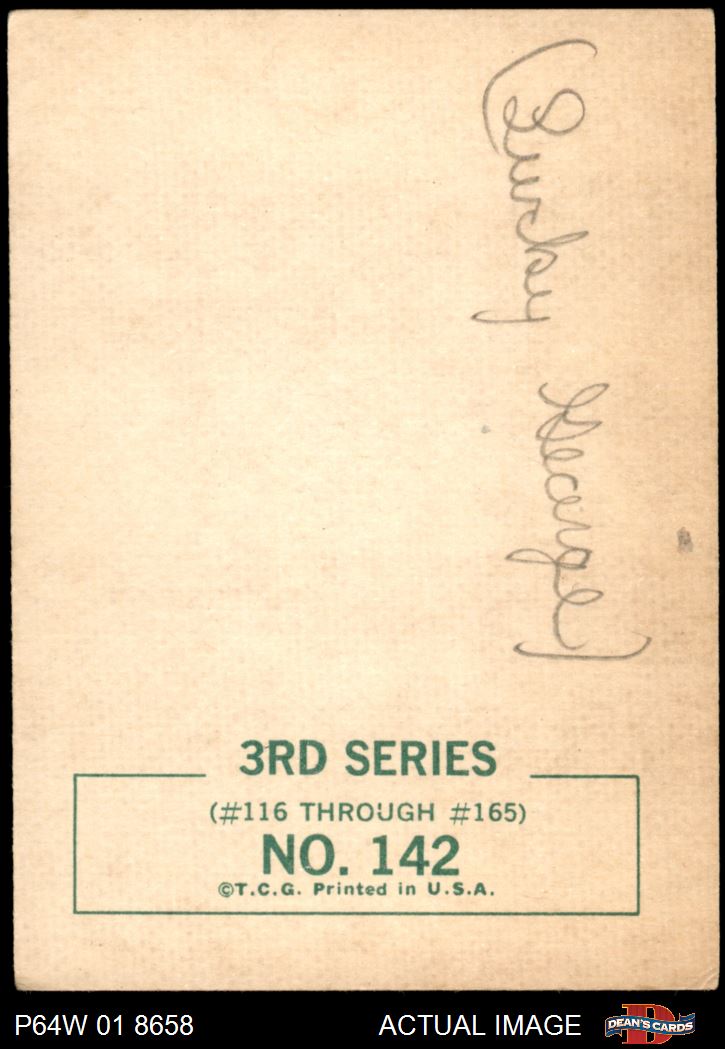 (Lucky George)
3RD SERIES
(#116 THROUGH #165)
NO. 142
©T.C.G. Printed in U.S.A.
P64W 01 8658
ACTUAL IMAGE
D
DEAN'S CARDS